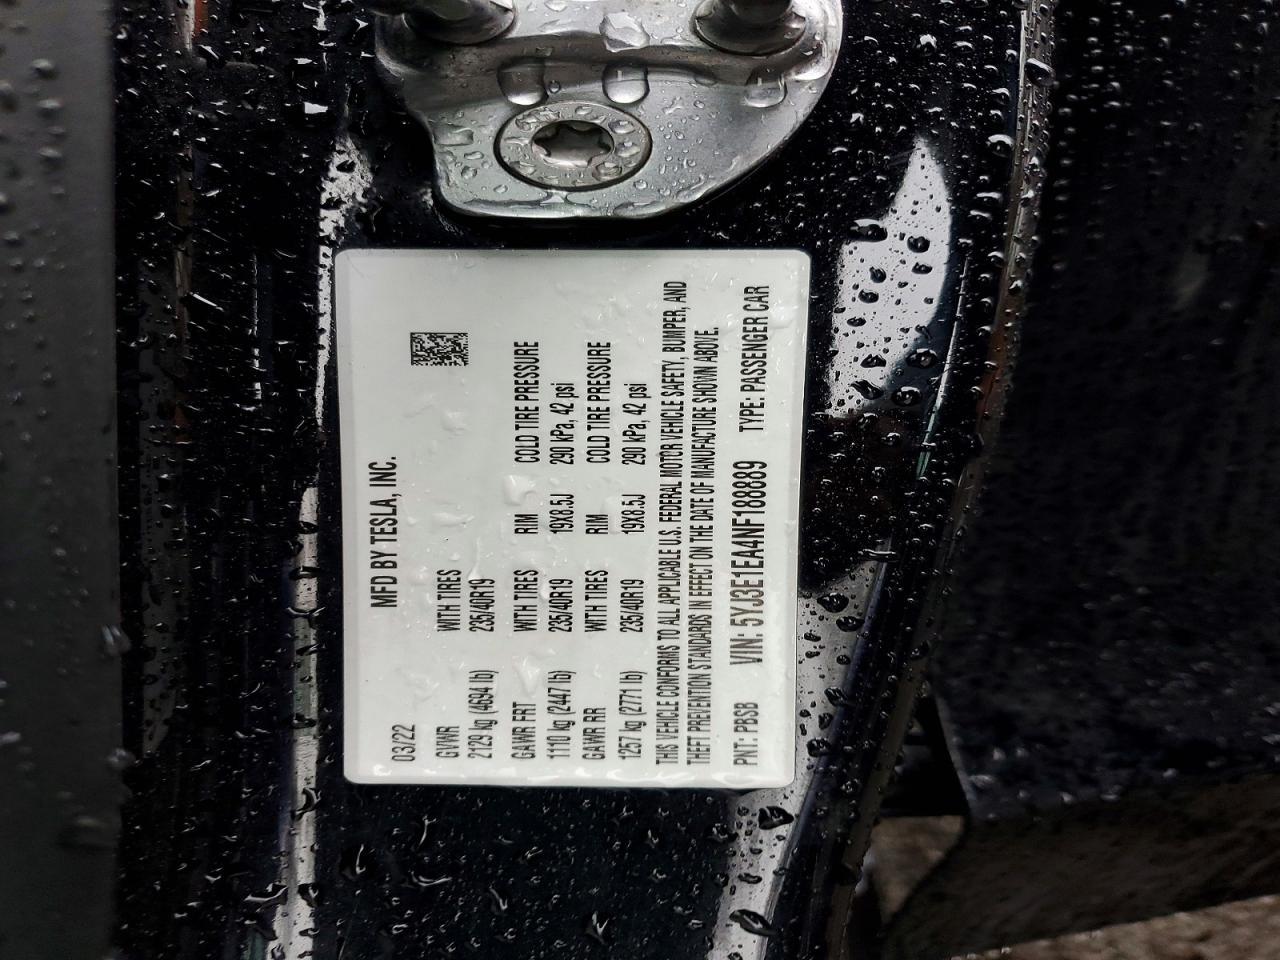 MFD BY TESLA, INC.
03/22
GVWR WITH TIRES
2129 kg (4694 lb) 235/40R19
GAWR FRT WITH TIRES RIM COLD TIRE PRESSURE
1110 kg (2447 lb) 235/40R19 19X8.5J 290 kPa, 42 psi
GAWR RR WITH TIRES RIM COLD TIRE PRESSURE
1257 kg (2771 lb) 235/40R19 19X8.5J 290 kPa, 42 psi
THIS VEHICLE CONFORMS TO ALL APPLICABLE U.S. FEDERAL MOTOR VEHICLE SAFETY, BUMPER, AND
THEFT PREVENTION STANDARDS IN EFFECT ON THE DATE OF MANUFACTURE SHOWN ABOVE.
PNT: PBSB VIN: 5YJ3E1EA4NF188889 TYPE: PASSENGER CAR